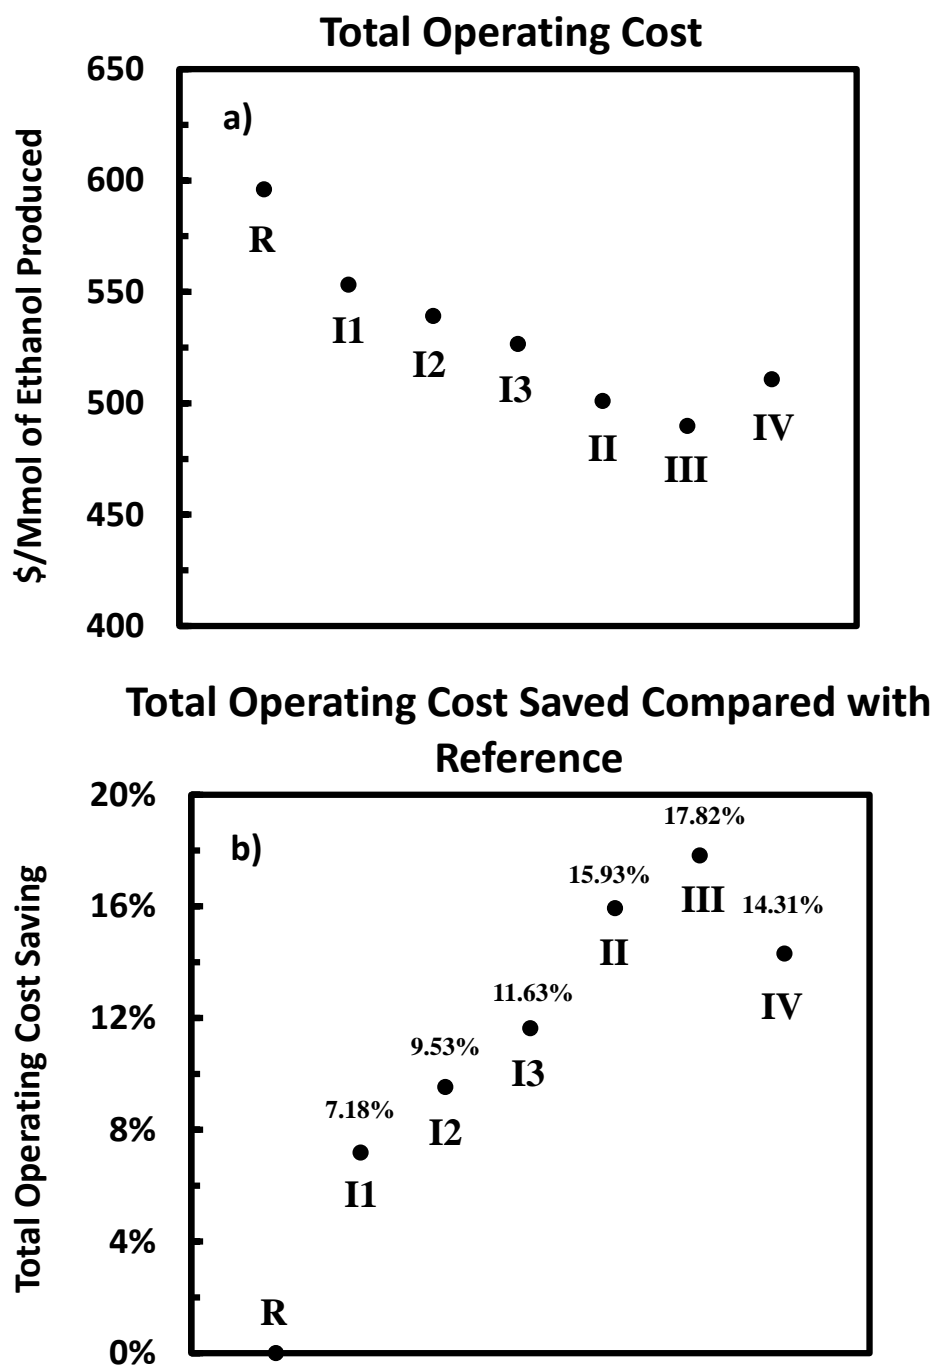 Total Operating Cost
650
a)
600
R
550
I1
I2
I3
500
II
III
IV
450
400
$/Mmol of Ethanol Produced
Total Operating Cost Saved Compared with
Reference
20%
b)
17.82%
15.93%
16%
III
14.31%
II
11.63%
12%
IV
9.53%
I3
7.18%
8%
I2
I1
4%
R
0%
Total Operating Cost Saving